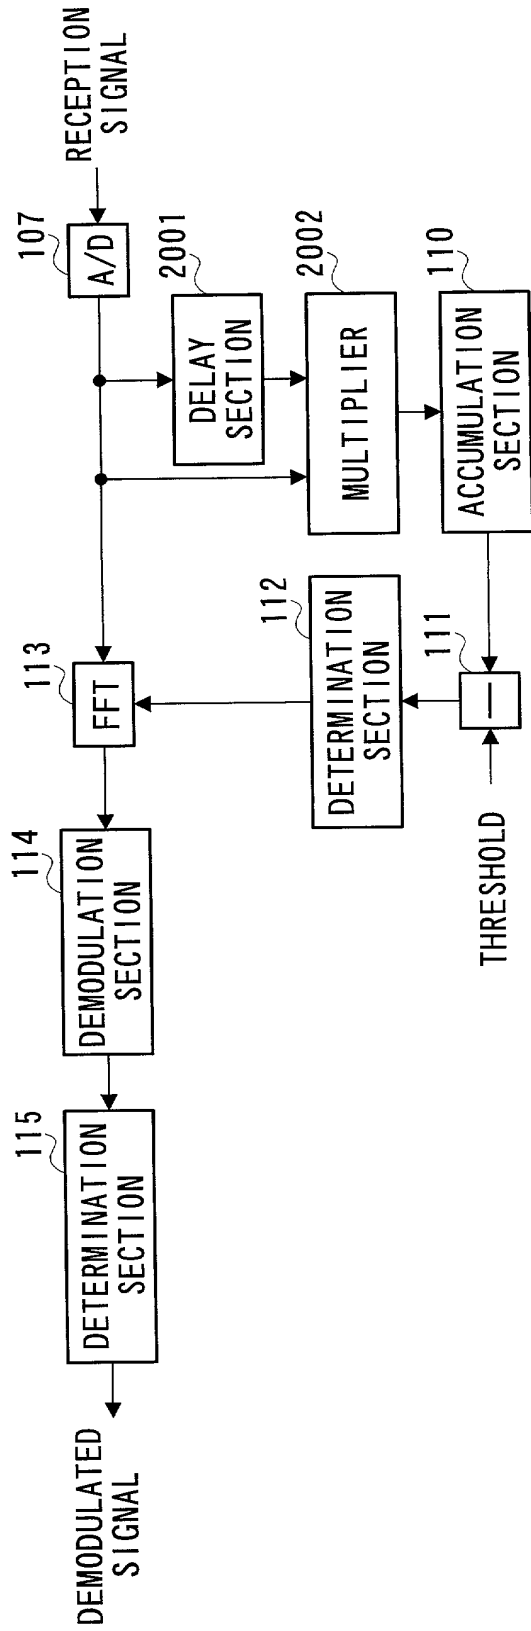 RECEPTION
SIGNAL
107
A/D
2001
DELAY
SECTION
2002
MULTIPLIER
110
ACCUMULATION
SECTION
111
—
THRESHOLD
112
DETERMINATION
SECTION
113
FFT
114
DEMODULATION
SECTION
115
DETERMINATION
SECTION
DEMODULATED
SIGNAL